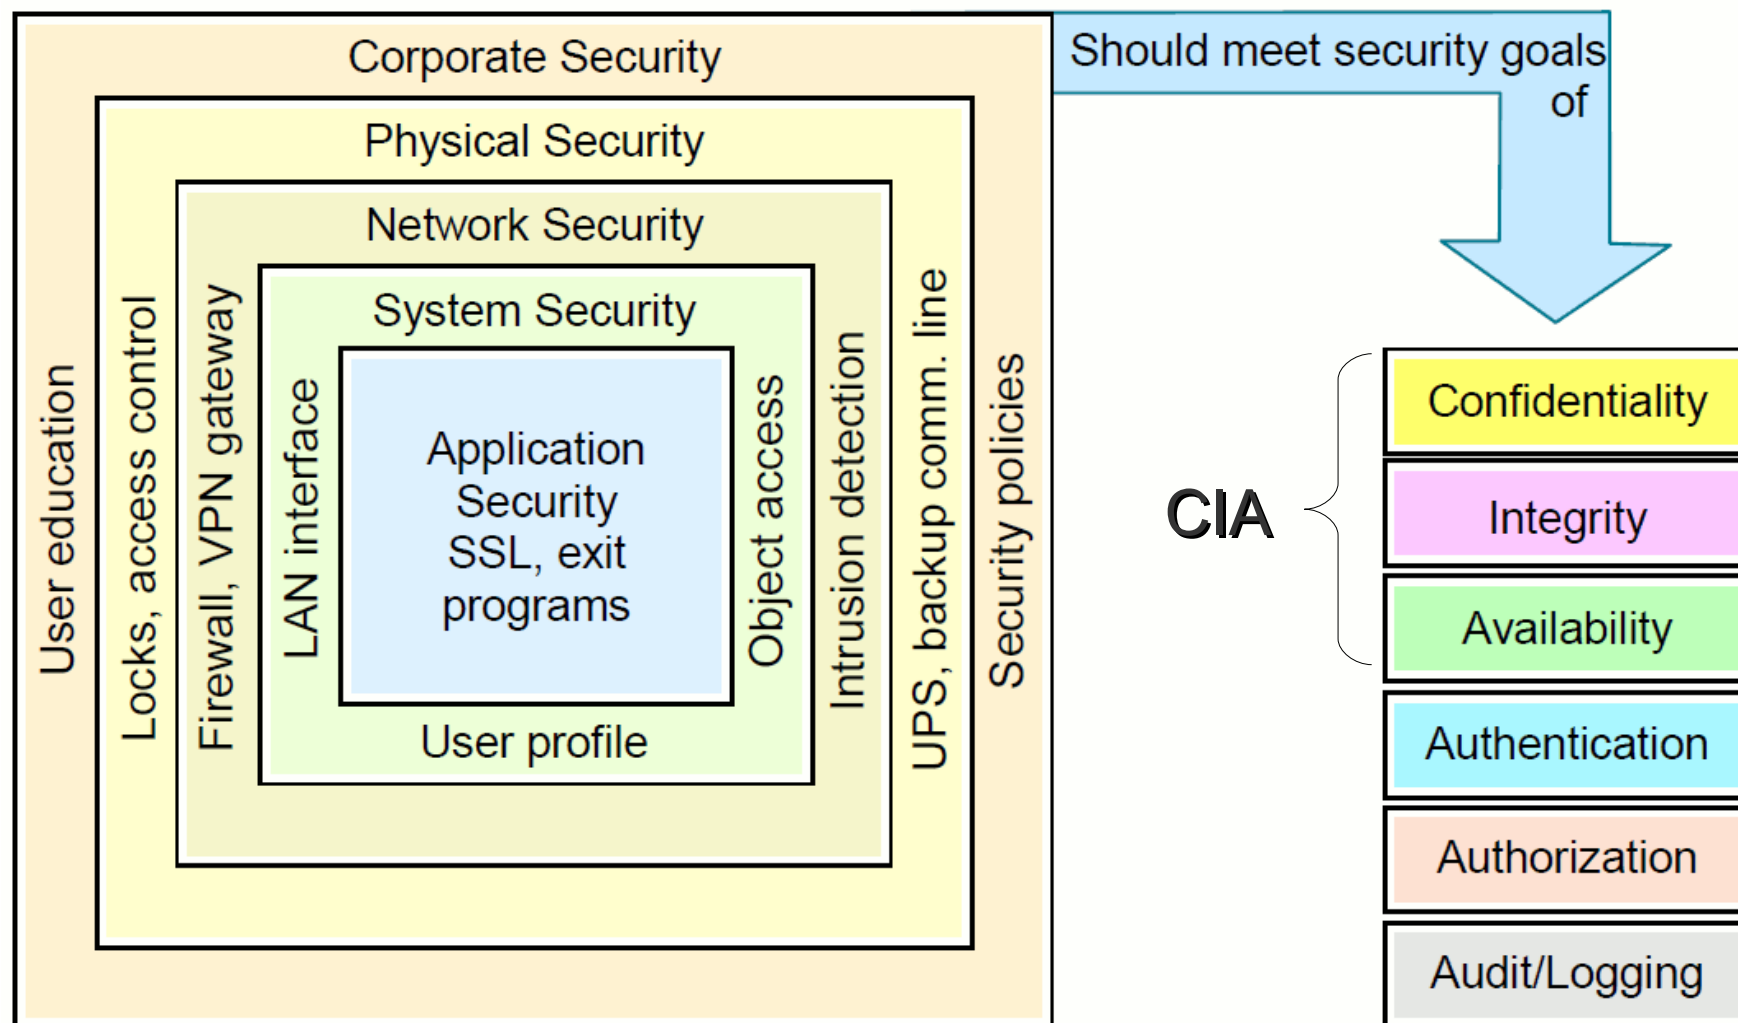 Corporate Security
Physical Security
Network Security
System Security
Application
Security
SSL, exit
programs
User profile
User education
Locks, access control
Firewall, VPN gateway
LAN interface
Object access
Intrusion detection
UPS, backup comm. line
Security policies
Should meet security goals
of
CIA
Confidentiality
Integrity
Availability
Authentication
Authorization
Audit/Logging